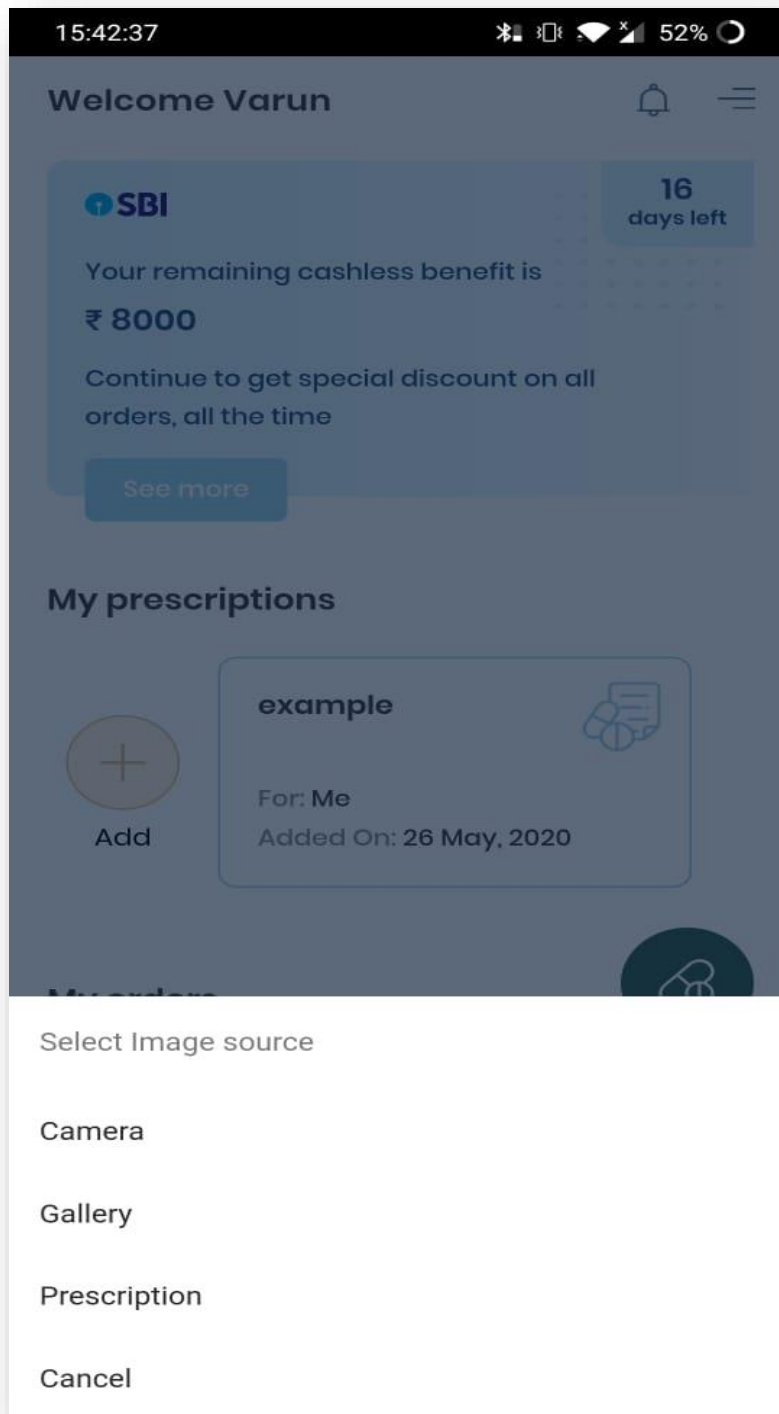 15:42:37
52%
Welcome Varun
SBI
16
days left
Your remaining cashless benefit is
₹ 8000
Continue to get special discount on all
orders, all the time
See more
My prescriptions
example
For: Me
Added On: 26 May, 2020
Add
My orders
Select Image source
Camera
Gallery
Prescription
Cancel